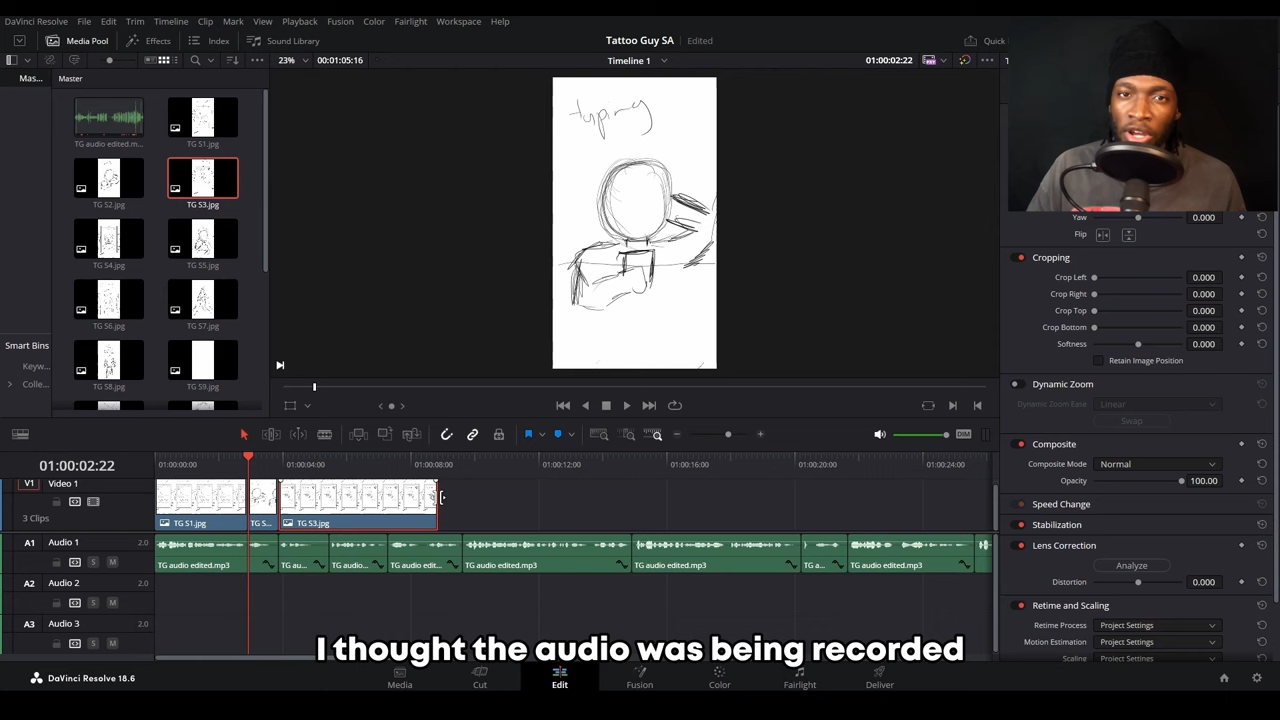 DaVinci Resolve File Edit Trim Timeline Clip Mark View Playback Fusion Color Fairlight Workspace Help
Media Pool Effects Index Sound Library Tattoo Guy SA Edited Quick
23% 00:01:05:16 Timeline 1 01:00:02:22
Mas... Master
TG audio edited.m... TG S1.jpg
TG S2.jpg TG S3.jpg
TG S4.jpg TG S5.jpg
TG S6.jpg TG S7.jpg
Smart Bins
Keyw...
Colle...
TG S8.jpg TG S9.jpg
Yaw 0.000
Flip
Cropping
Crop Left 0.000
Crop Right 0.000
Crop Top 0.000
Crop Bottom 0.000
Softness 0.000
Retain Image Position
Dynamic Zoom
Dynamic Zoom Ease Linear
Swap
Composite
Composite Mode Normal
Opacity 100.00
Speed Change
Stabilization
Lens Correction
Analyze
Distortion 0.000
Retime and Scaling
Retime Process Project Settings
Motion Estimation Project Settings
Scaling Project Settings
DIM
01:00:02:22 01:00:00:00 01:00:04:00 01:00:08:00 01:00:12:00 01:00:16:00 01:00:20:00 01:00:24:00
V1 Video 1
3 Clips TG S1.jpg TG S... TG S3.jpg
A1 Audio 1 2.0
S M TG audio edited.mp3 TG au... TG audio... TG audio edit... TG audio edited.mp3 TG audio edited.mp3 TG a... TG audio edited.mp3
A2 Audio 2 2.0
S M
A3 Audio 3 2.0
S M
I thought the audio was being recorded
DaVinci Resolve 18.6 Media Cut Edit Fusion Color Fairlight Deliver